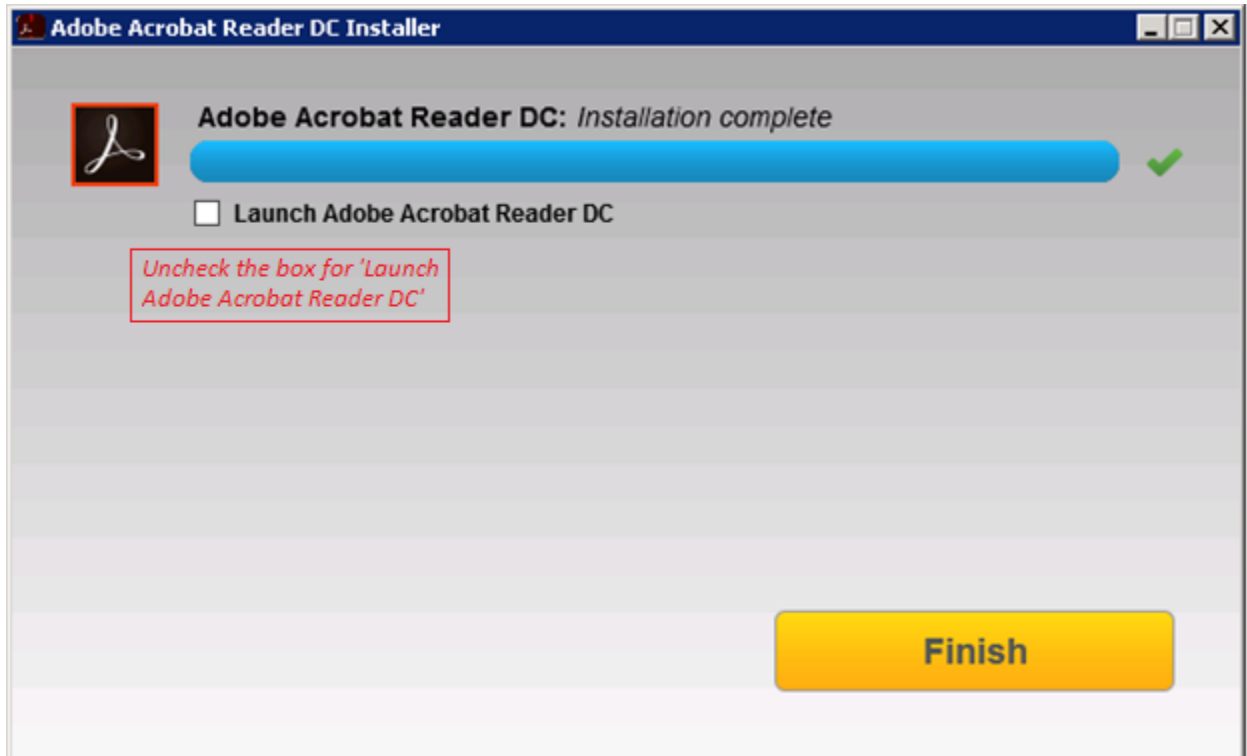 Adobe Acrobat Reader DC Installer
Adobe Acrobat Reader DC: Installation complete
Launch Adobe Acrobat Reader DC
Uncheck the box for 'Launch
Adobe Acrobat Reader DC'
Finish